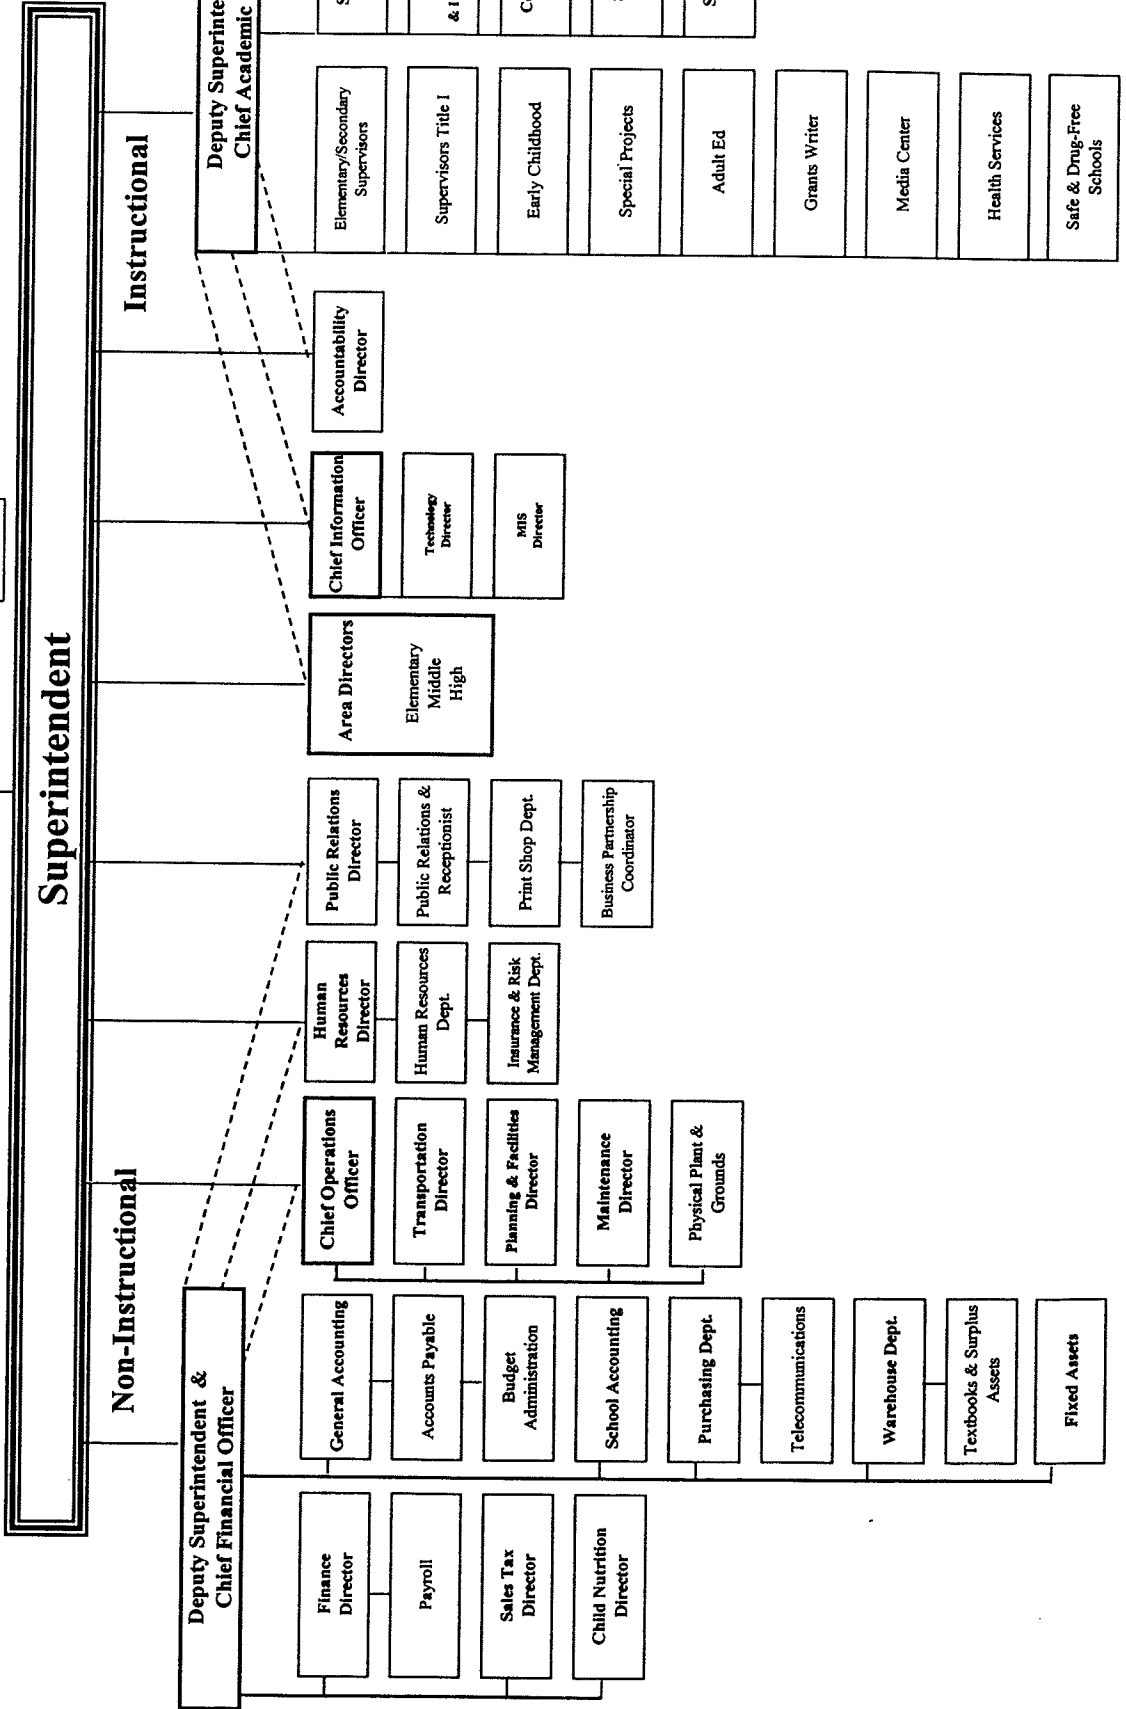 Superintendent
Non-Instructional
Instructional
Deputy Superintendent &
Chief Financial Officer
Finance
Director
Payroll
Sales Tax
Director
Child Nutrition
Director
General Accounting
Accounts Payable
Budget
Administration
School Accounting
Purchasing Dept.
Telecommunications
Warehouse Dept.
Textbooks & Surplus
Assets
Fixed Assets
Chief Operations
Officer
Transportation
Director
Planning & Facilities
Director
Maintenance
Director
Physical Plant &
Grounds
Human
Resources
Director
Human Resources
Dept.
Insurance & Risk
Management Dept.
Public Relations
Director
Public Relations &
Receptionist
Print Shop Dept.
Business Partnership
Coordinator
Area Directors
Elementary
Middle
High
Chief Information
Officer
Technology
Director
MIS
Director
Accountability
Director
Deputy Superinte
Chief Academic
Elementary/Secondary
Supervisors
Supervisors Title I
Early Childhood
Special Projects
Adult Ed
Grants Writer
Media Center
Health Services
Safe & Drug-Free
Schools